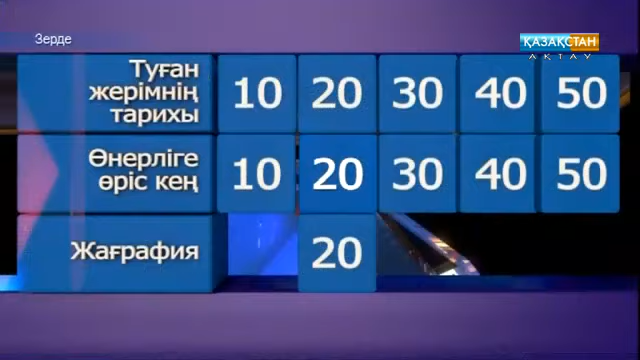 Зерде
ҚАЗАҚСТАН
АҚТАУ
Туған
жерімнің
тарихы
10 20 30 40 50
Өнерліге
өріс кең
10 20 30 40 50
Жағрафия
20